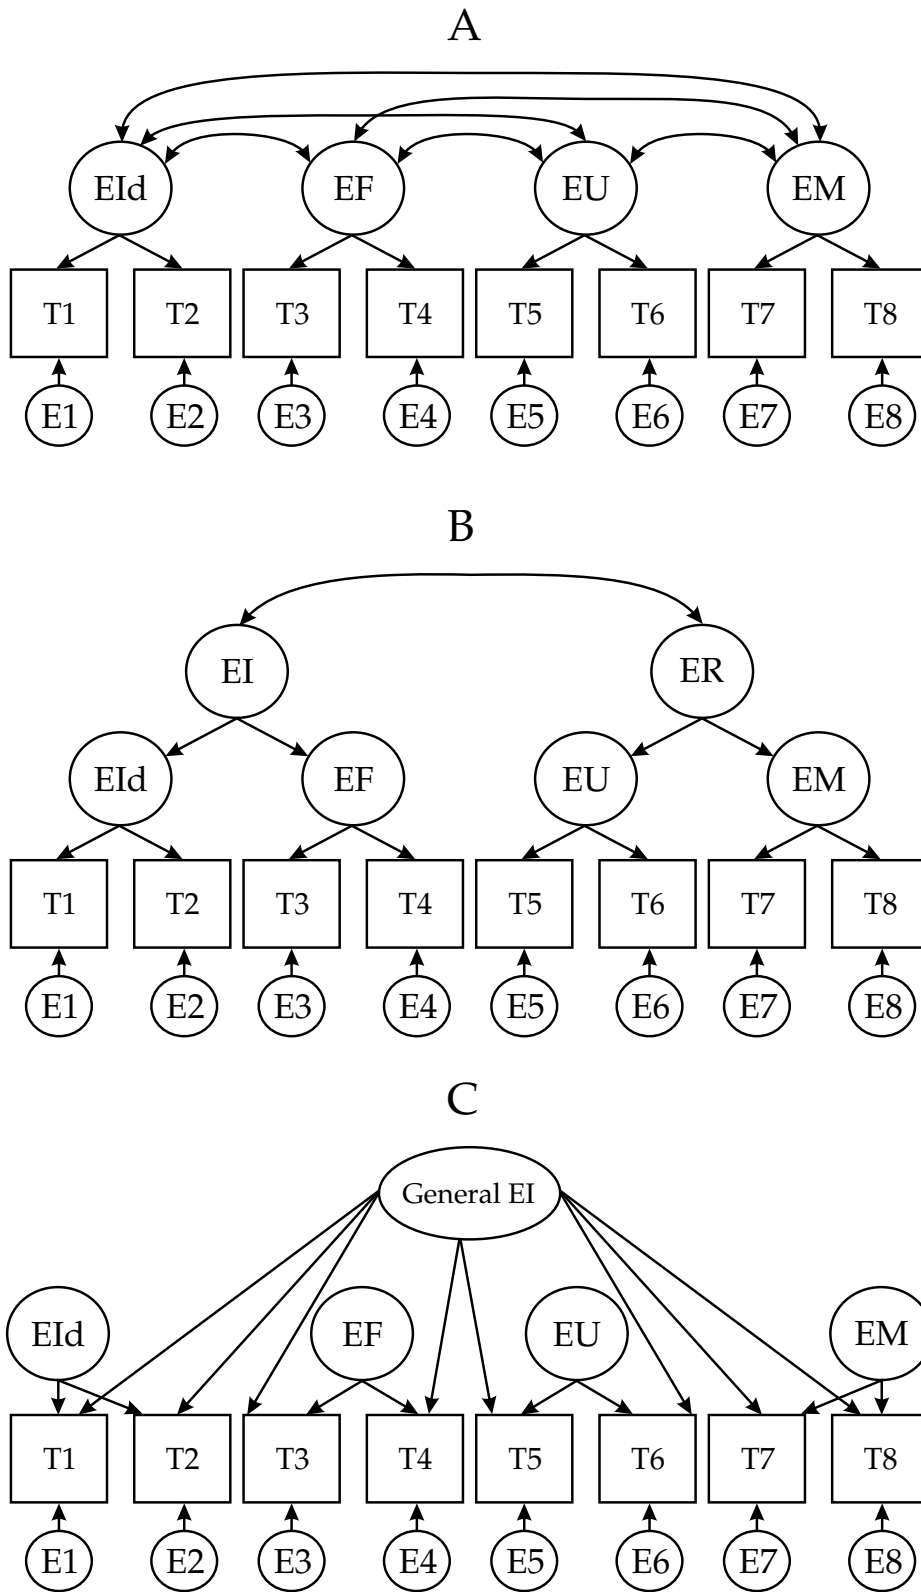 A
EId EF EU EM
T1 T2 T3 T4 T5 T6 T7 T8
E1 E2 E3 E4 E5 E6 E7 E8
B
EI ER
EId EF EU EM
T1 T2 T3 T4 T5 T6 T7 T8
E1 E2 E3 E4 E5 E6 E7 E8
C
General EI
EId EF EU EM
T1 T2 T3 T4 T5 T6 T7 T8
E1 E2 E3 E4 E5 E6 E7 E8